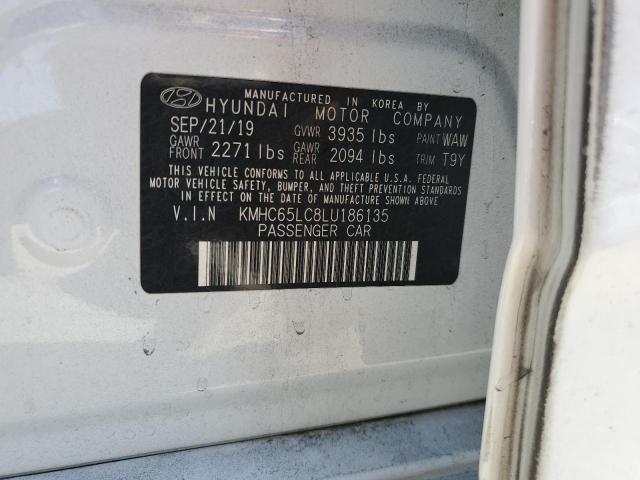 MANUFACTURED IN KOREA BY
HYUNDAI MOTOR COMPANY
SEP/21/19 GVWR 3935 lbs PAINT WAW
GAWR FRONT 2271 lbs GAWR REAR 2094 lbs TRIM T9Y
THIS VEHICLE CONFORMS TO ALL APPLICABLE U.S.A. FEDERAL
MOTOR VEHICLE SAFETY, BUMPER, AND THEFT PREVENTION STANDARDS
IN EFFECT ON THE DATE OF MANUFACTURE SHOWN ABOVE.
V.I.N KMHC65LC8LU186135
PASSENGER CAR